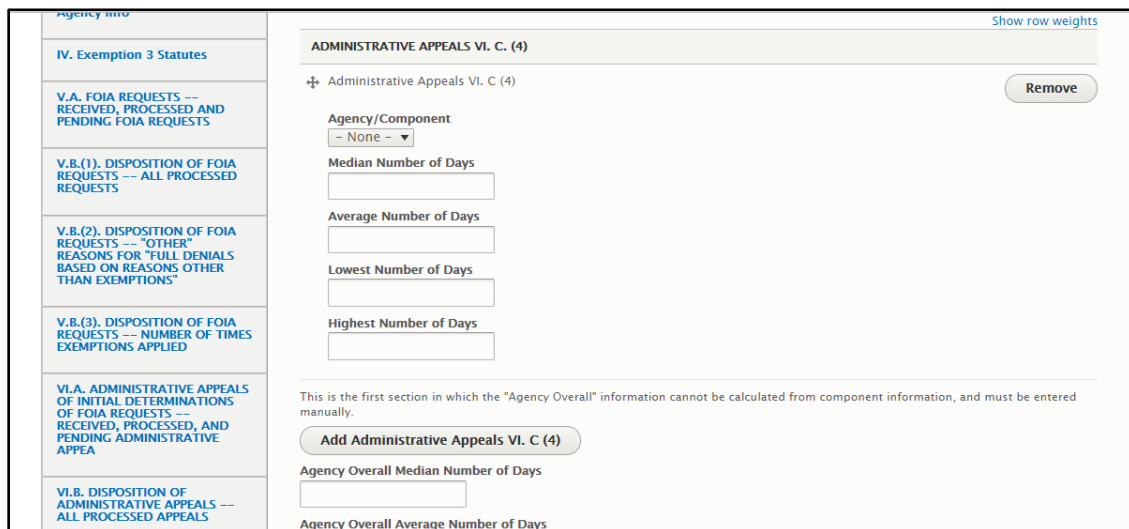 Agency Info
IV. Exemption 3 Statutes
V.A. FOIA REQUESTS --
RECEIVED, PROCESSED AND
PENDING FOIA REQUESTS
V.B.(1). DISPOSITION OF FOIA
REQUESTS -- ALL PROCESSED
REQUESTS
V.B.(2). DISPOSITION OF FOIA
REQUESTS -- "OTHER"
REASONS FOR "FULL DENIALS
BASED ON REASONS OTHER
THAN EXEMPTIONS"
V.B.(3). DISPOSITION OF FOIA
REQUESTS -- NUMBER OF TIMES
EXEMPTIONS APPLIED
VI.A. ADMINISTRATIVE APPEALS
OF INITIAL DETERMINATIONS
OF FOIA REQUESTS --
RECEIVED, PROCESSED, AND
PENDING ADMINISTRATIVE
APPEA
VI.B. DISPOSITION OF
ADMINISTRATIVE APPEALS --
ALL PROCESSED APPEALS
Show row weights
ADMINISTRATIVE APPEALS VI. C. (4)
Administrative Appeals VI. C (4)
Remove
Agency/Component
- None -
Median Number of Days
Average Number of Days
Lowest Number of Days
Highest Number of Days
This is the first section in which the "Agency Overall" information cannot be calculated from component information, and must be entered
manually.
Add Administrative Appeals VI. C (4)
Agency Overall Median Number of Days
Agency Overall Average Number of Days